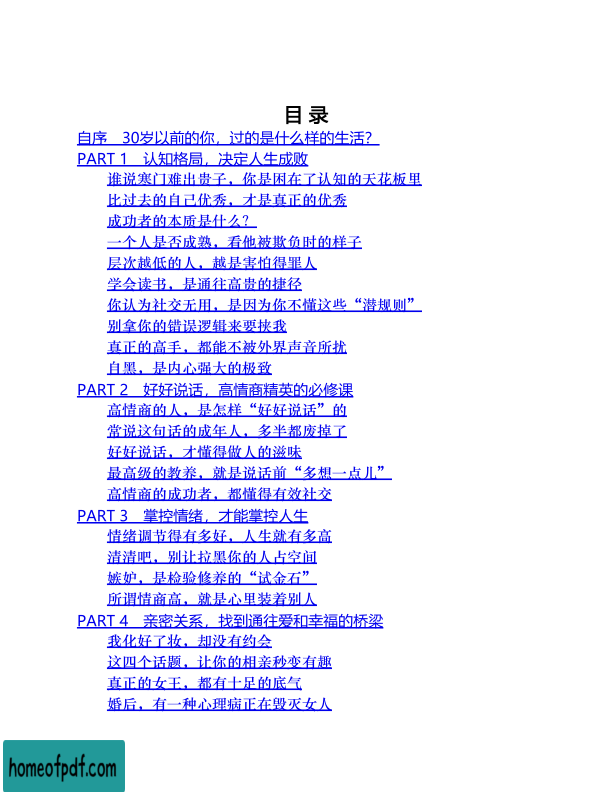 目 录
自序　30岁以前的你，过的是什么样的生活？
PART 1　认知格局，决定人生成败
谁说寒门难出贵子，你是困在了认知的天花板里
比过去的自己优秀，才是真正的优秀
成功者的本质是什么？
一个人是否成熟，看他被欺负时的样子
层次越低的人，越是害怕得罪人
学会读书，是通往高贵的捷径
你认为社交无用，是因为你不懂这些“潜规则”
别拿你的错误逻辑来要挟我
真正的高手，都能不被外界声音所扰
自黑，是内心强大的极致
PART 2　好好说话，高情商精英的必修课
高情商的人，是怎样“好好说话”的
常说这句话的成年人，多半都废掉了
好好说话，才懂得做人的滋味
最高级的教养，就是说话前“多想一点儿”
高情商的成功者，都懂得有效社交
PART 3　掌控情绪，才能掌控人生
情绪调节得有多好，人生就有多高
清清吧，别让拉黑你的人占空间
嫉妒，是检验修养的“试金石”
所谓情商高，就是心里装着别人
PART 4　亲密关系，找到通往爱和幸福的桥梁
我化好了妆，却没有约会
这四个话题，让你的相亲秒变有趣
真正的女王，都有十足的底气
婚后，有一种心理病正在毁灭女人
homeofpdf.com